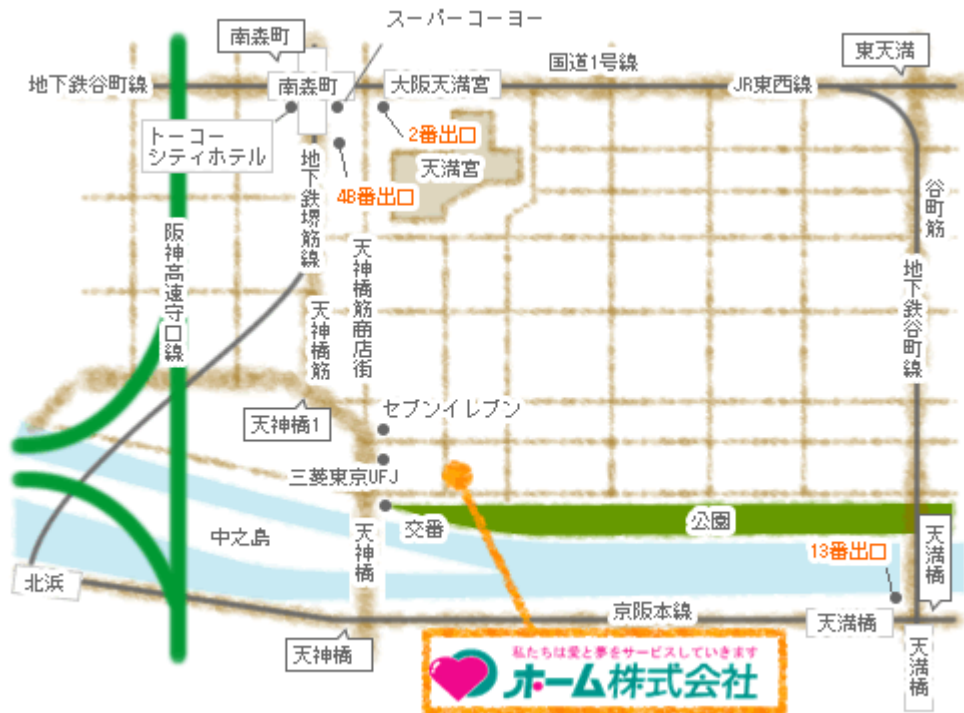 スーパーコーヨー
南森町
東天満
国道1号線
地下鉄谷町線
南森町
大阪天満宮
JR東西線
トーコー
シティホテル
2番出口
天満宮
4B番出口
地下鉄堺筋線
谷町筋
阪神高速守口線
天神橋筋商店街
地下鉄谷町線
天神橋筋
セブンイレブン
天神橋1
三菱東京UFJ
交番
公園
中之島
天神橋
13番出口
天満橋
北浜
京阪本線
天満橋
天神橋
天満橋
私たちは愛と夢をサービスしていきます
ホーム株式会社